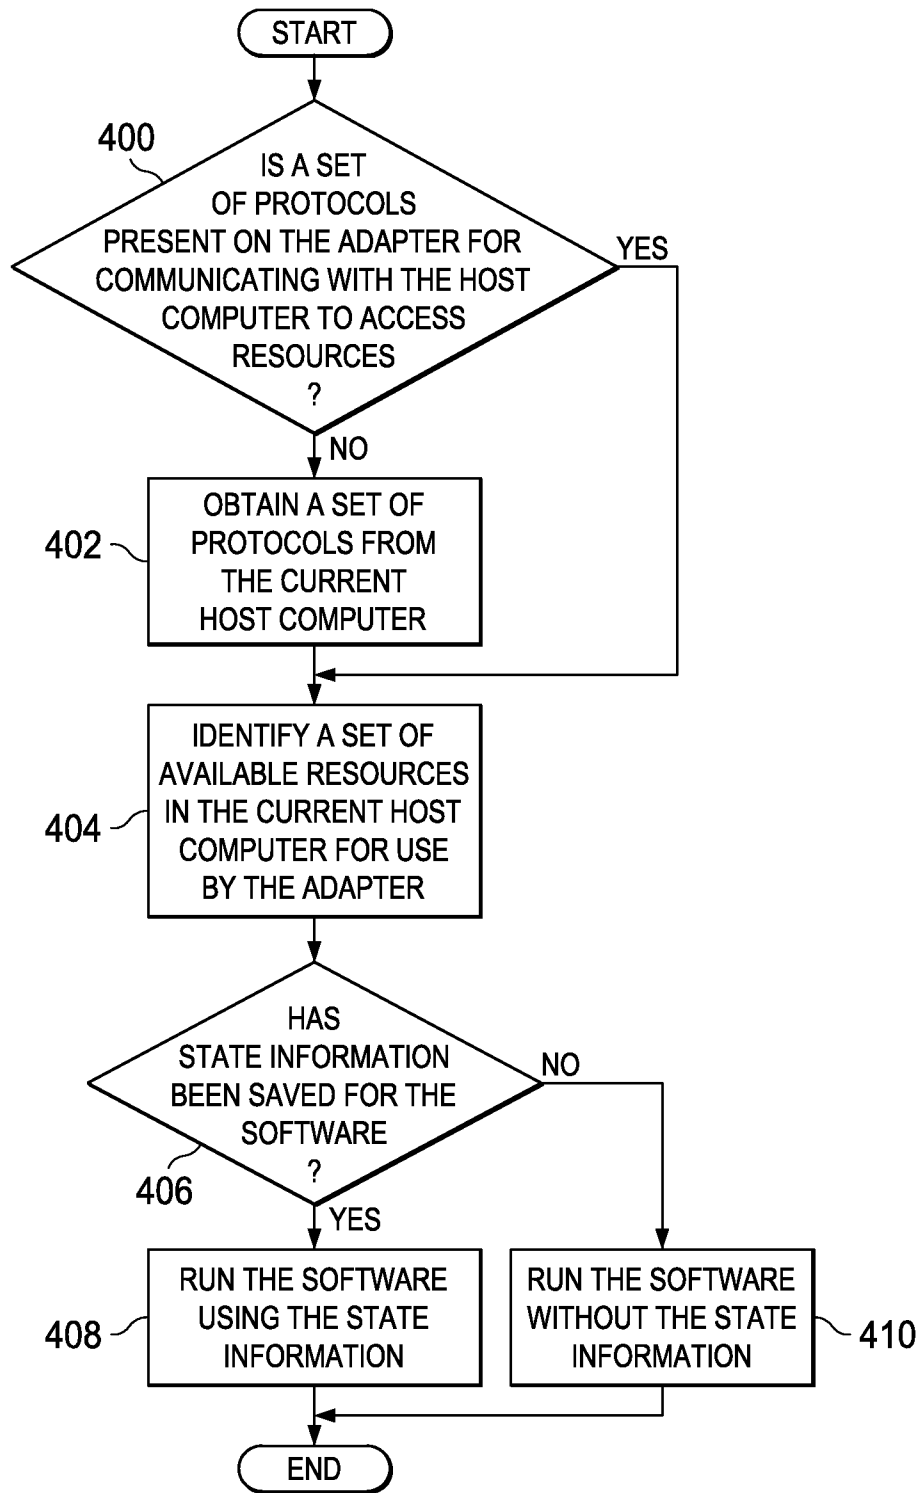 START
400
IS A SET
OF PROTOCOLS
PRESENT ON THE ADAPTER FOR
COMMUNICATING WITH THE HOST
COMPUTER TO ACCESS
RESOURCES
?
YES
NO
402
OBTAIN A SET OF
PROTOCOLS FROM
THE CURRENT
HOST COMPUTER
404
IDENTIFY A SET OF
AVAILABLE RESOURCES
IN THE CURRENT HOST
COMPUTER FOR USE
BY THE ADAPTER
HAS
STATE INFORMATION
BEEN SAVED FOR THE
SOFTWARE
?
406
NO
YES
408
RUN THE SOFTWARE
USING THE STATE
INFORMATION
RUN THE SOFTWARE
WITHOUT THE STATE
INFORMATION
410
END